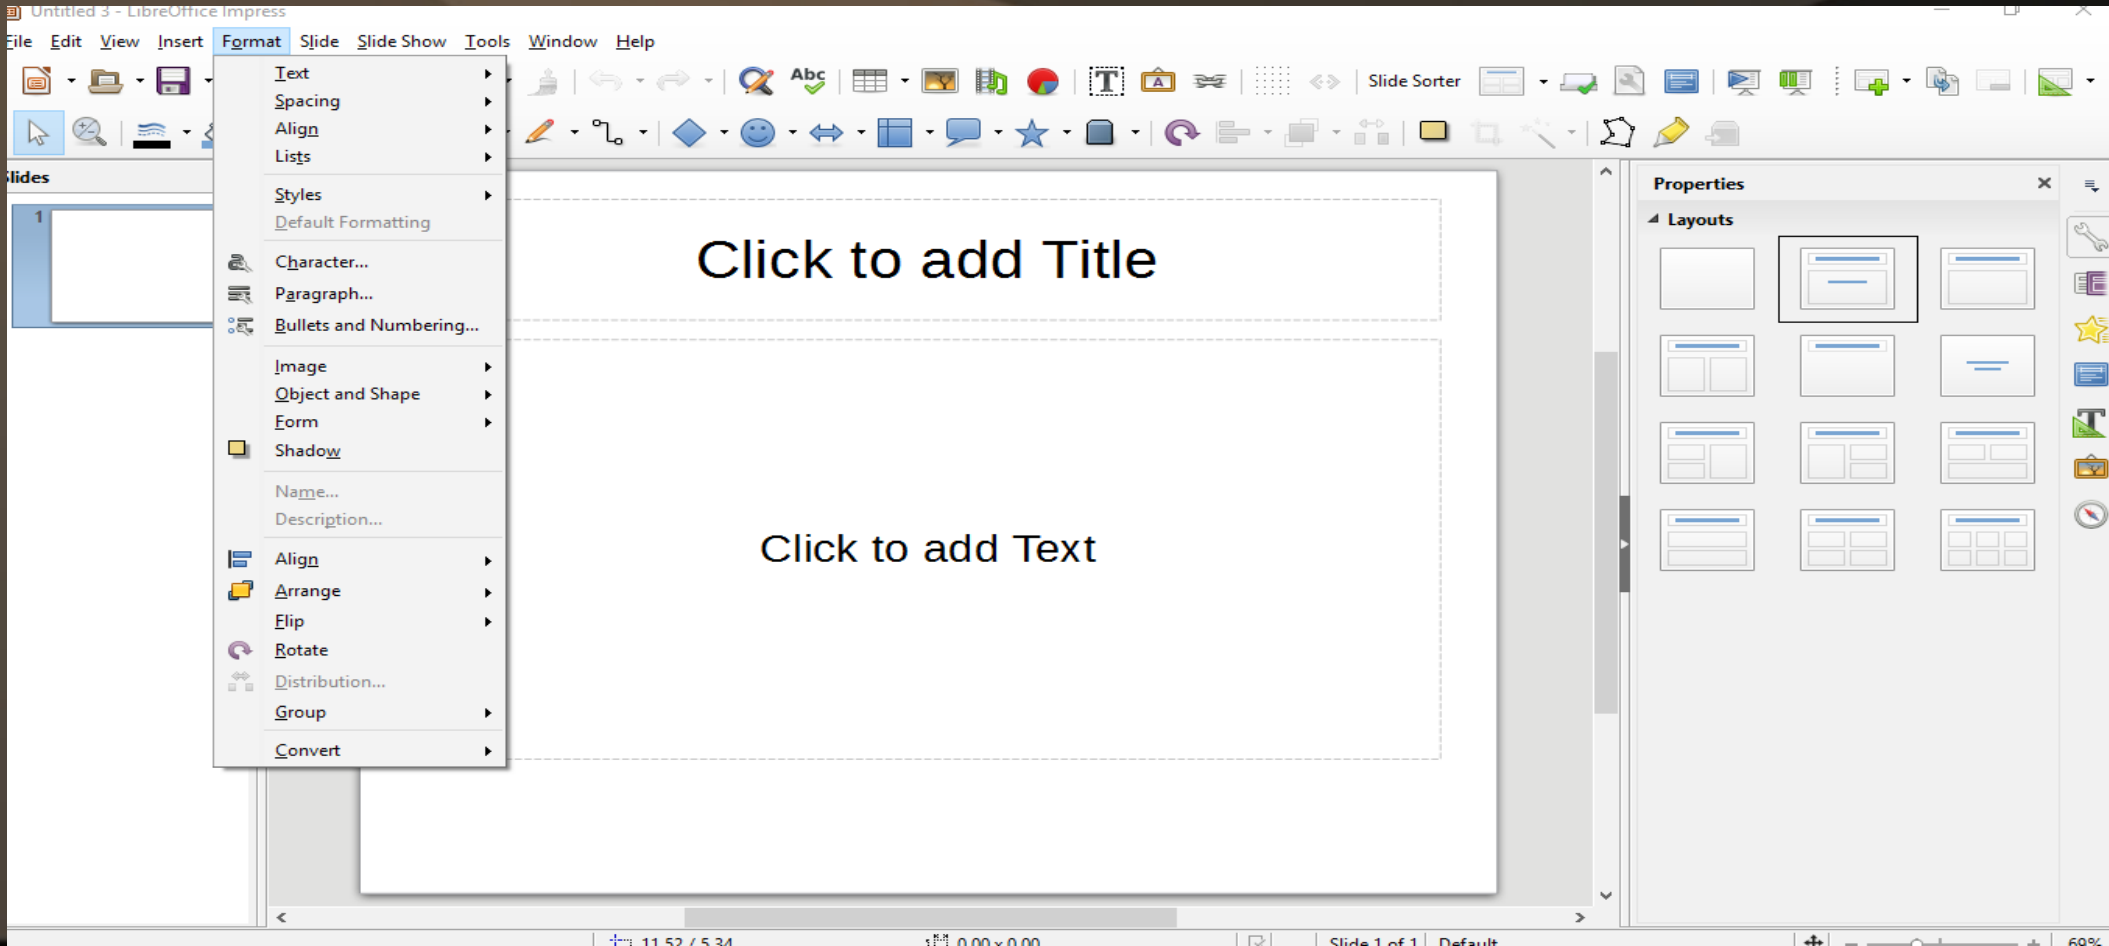 Untitled 3 - LibreOffice Impress
File Edit View Insert Format Slide Slide Show Tools Window Help
Text
Spacing
Align
Lists
Styles
Default Formatting
Character...
Paragraph...
Bullets and Numbering...
Image
Object and Shape
Form
Shadow
Name...
Description...
Align
Arrange
Flip
Rotate
Distribution...
Group
Convert
Abc
T
A
Slide Sorter
Slides
1
Click to add Title
Click to add Text
Properties
Layouts
11.52 / 5.34
0.00 x 0.00
Slide 1 of 1
Default
69%